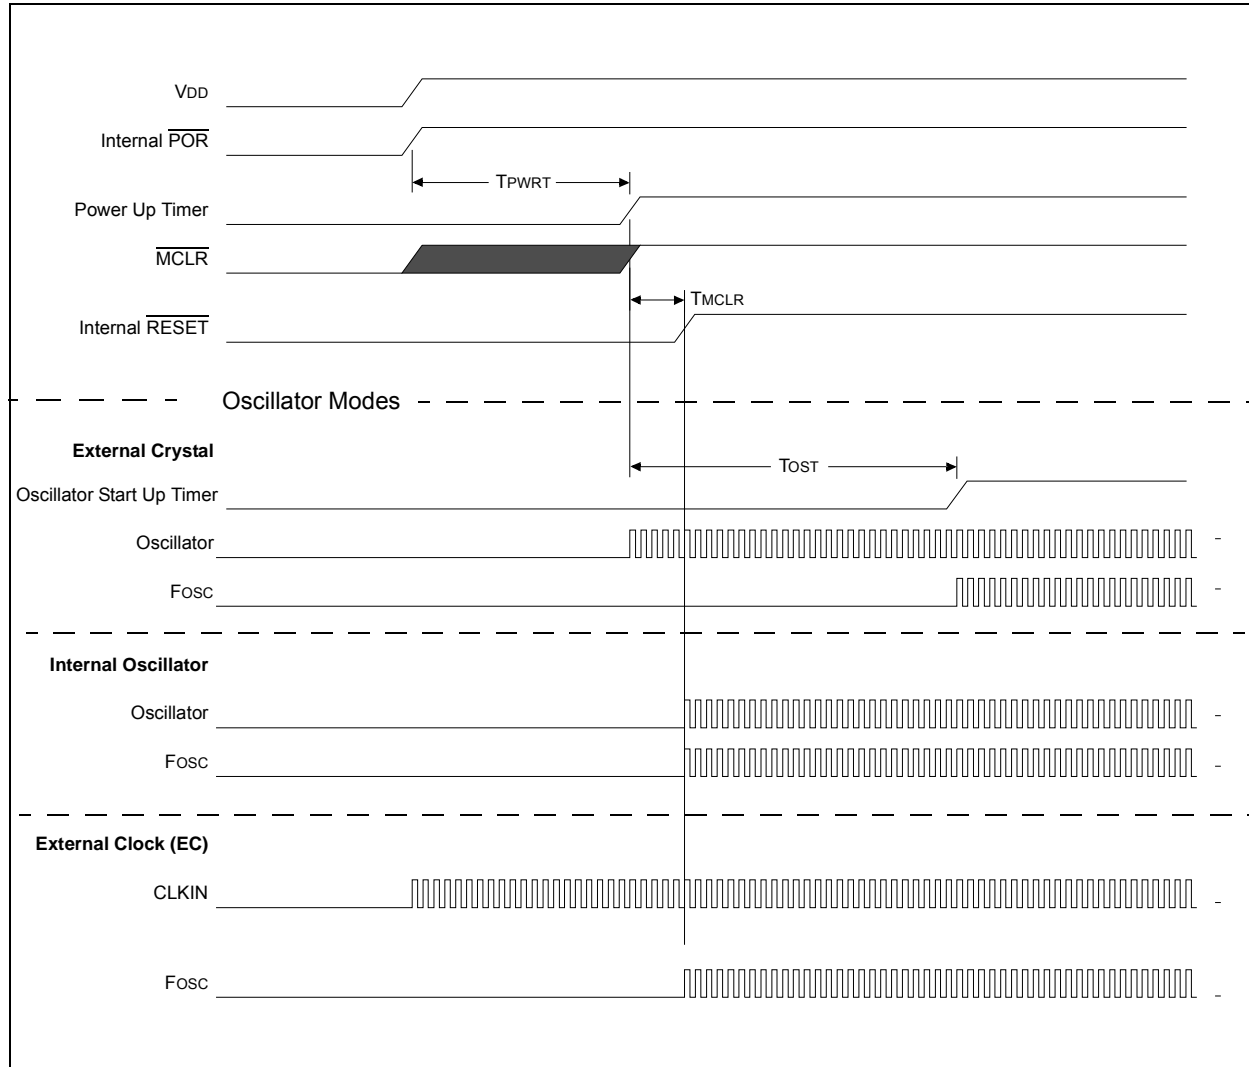 VDD
Internal POR
TPWRT
Power Up Timer
MCLR
TMCLR
Internal RESET
Oscillator Modes
External Crystal
TOST
Oscillator Start Up Timer
Oscillator
FOSC
Internal Oscillator
Oscillator
FOSC
External Clock (EC)
CLKIN
FOSC